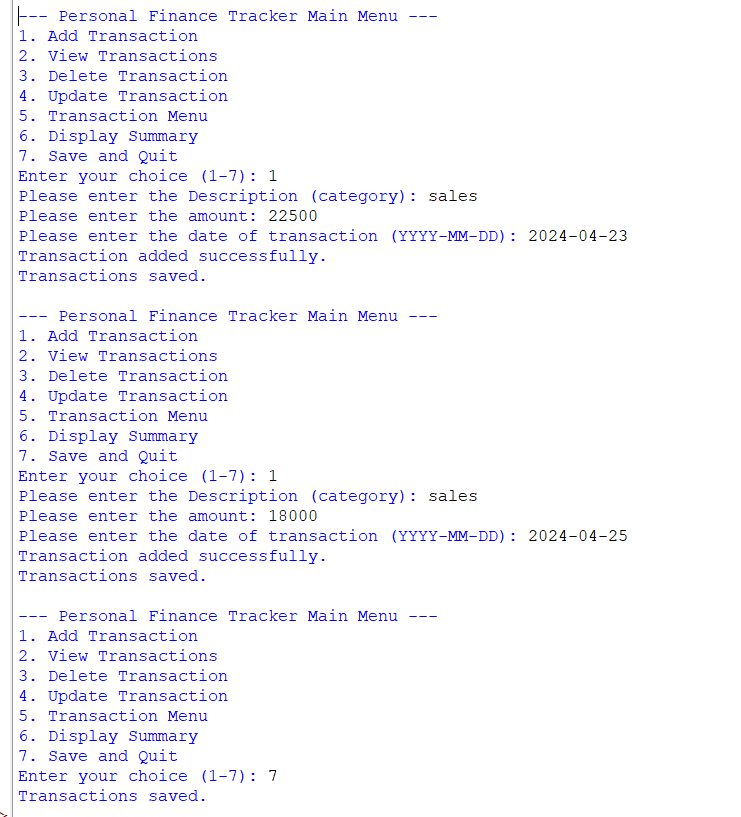 --- Personal Finance Tracker Main Menu ---
1. Add Transaction
2. View Transactions
3. Delete Transaction
4. Update Transaction
5. Transaction Menu
6. Display Summary
7. Save and Quit
Enter your choice (1-7): 1
Please enter the Description (category): sales
Please enter the amount: 22500
Please enter the date of transaction (YYYY-MM-DD): 2024-04-23
Transaction added successfully.
Transactions saved.

--- Personal Finance Tracker Main Menu ---
1. Add Transaction
2. View Transactions
3. Delete Transaction
4. Update Transaction
5. Transaction Menu
6. Display Summary
7. Save and Quit
Enter your choice (1-7): 1
Please enter the Description (category): sales
Please enter the amount: 18000
Please enter the date of transaction (YYYY-MM-DD): 2024-04-25
Transaction added successfully.
Transactions saved.

--- Personal Finance Tracker Main Menu ---
1. Add Transaction
2. View Transactions
3. Delete Transaction
4. Update Transaction
5. Transaction Menu
6. Display Summary
7. Save and Quit
Enter your choice (1-7): 7
Transactions saved.